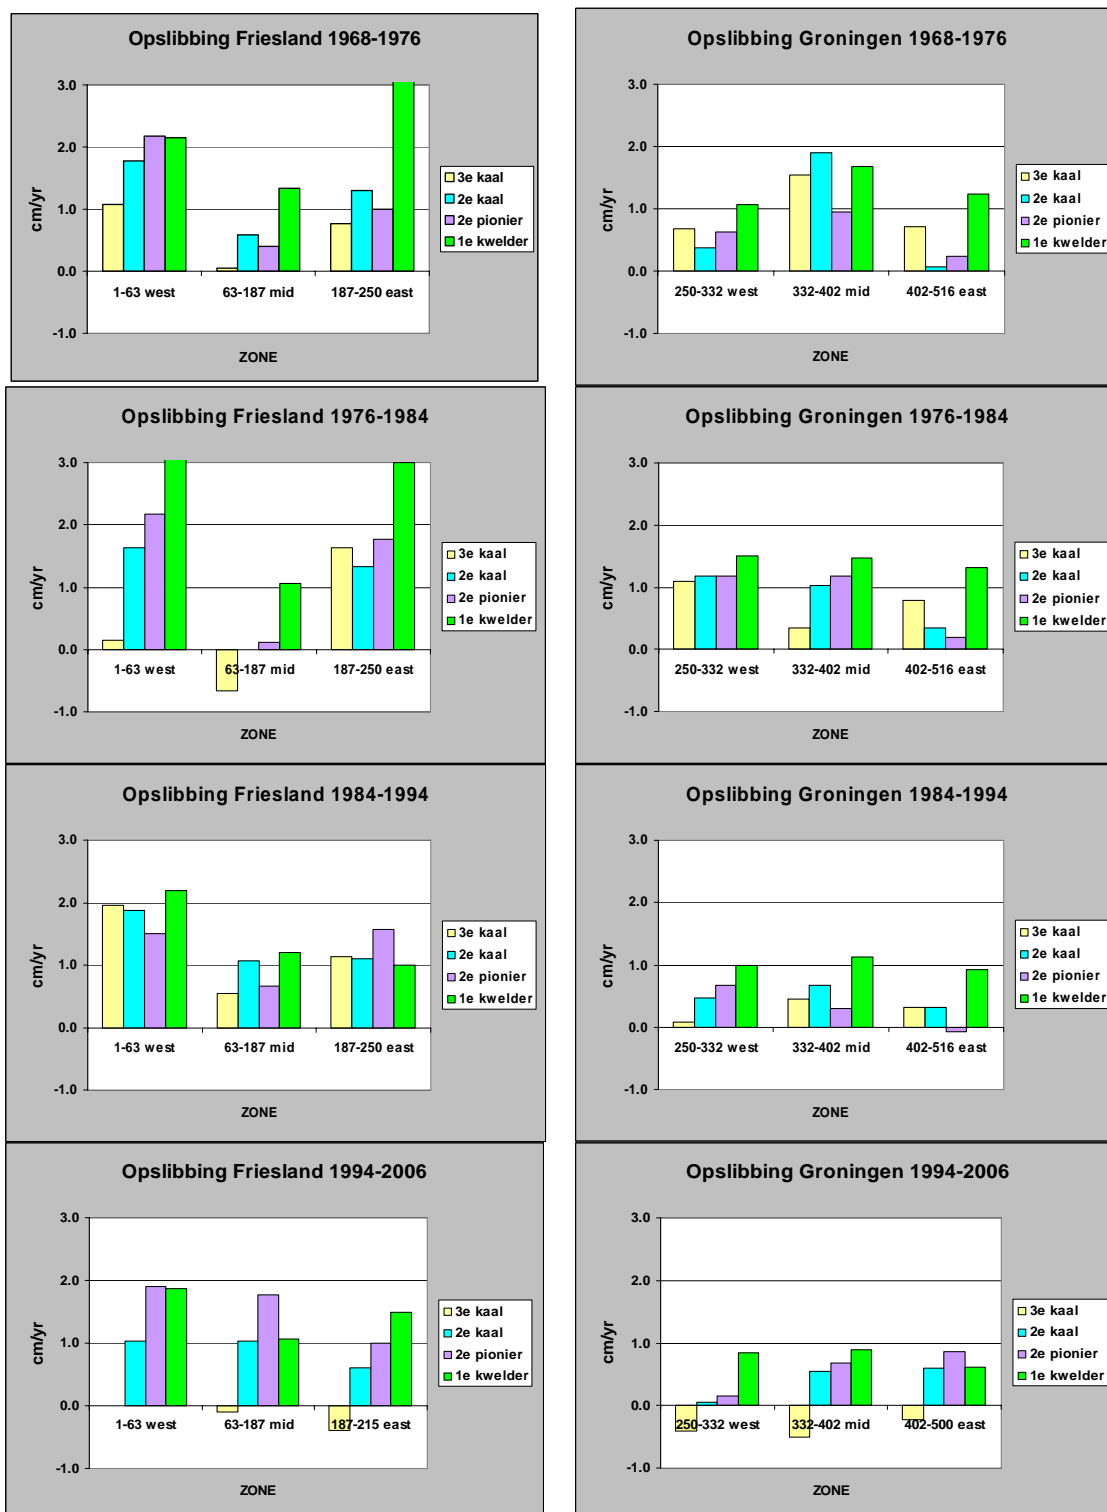 Opslibbing Friesland 1968-1976
3.0
2.0
1.0
0.0
-1.0
cm/yr
1-63 west
63-187 mid
187-250 east
ZONE
3e kaal
2e kaal
2e pionier
1e kwelder
Opslibbing Groningen 1968-1976
3.0
2.0
1.0
0.0
-1.0
cm/yr
250-332 west
332-402 mid
402-516 east
ZONE
3e kaal
2e kaal
2e pionier
1e kwelder
Opslibbing Friesland 1976-1984
3.0
2.0
1.0
0.0
-1.0
cm/yr
1-63 west
63-187 mid
187-250 east
ZONE
3e kaal
2e kaal
2e pionier
1e kwelder
Opslibbing Groningen 1976-1984
3.0
2.0
1.0
0.0
-1.0
cm/yr
250-332 west
332-402 mid
402-516 east
ZONE
3e kaal
2e kaal
2e pionier
1e kwelder
Opslibbing Friesland 1984-1994
3.0
2.0
1.0
0.0
-1.0
cm/yr
1-63 west
63-187 mid
187-250 east
ZONE
3e kaal
2e kaal
2e pionier
1e kwelder
Opslibbing Groningen 1984-1994
3.0
2.0
1.0
0.0
-1.0
cm/yr
250-332 west
332-402 mid
402-516 east
ZONE
3e kaal
2e kaal
2e pionier
1e kwelder
Opslibbing Friesland 1994-2006
3.0
2.0
1.0
0.0
-1.0
cm/yr
1-63 west
63-187 mid
187-215 east
ZONE
3e kaal
2e kaal
2e pionier
1e kwelder
Opslibbing Groningen 1994-2006
3.0
2.0
1.0
0.0
-1.0
cm/yr
250-332 west
332-402 mid
402-500 east
ZONE
3e kaal
2e kaal
2e pionier
1e kwelder